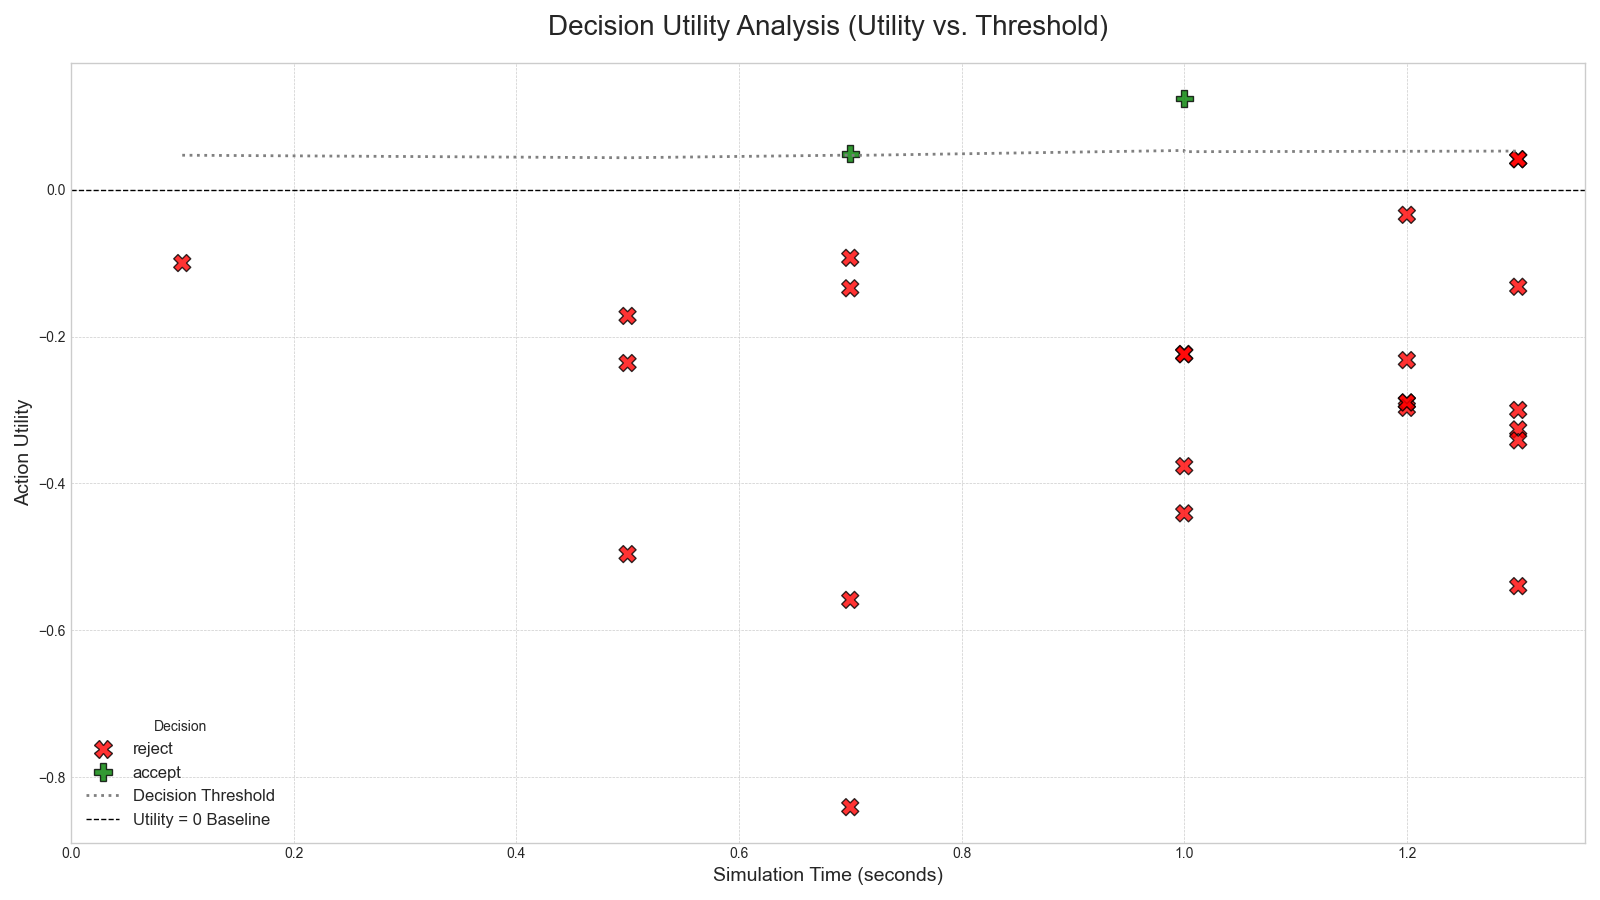 Decision Utility Analysis (Utility vs. Threshold)
Action Utility
0.0
−0.2
−0.4
−0.6
−0.8
Decision
reject
accept
Decision Threshold
Utility = 0 Baseline
0.0 0.2 0.4 0.6 0.8 1.0 1.2
Simulation Time (seconds)